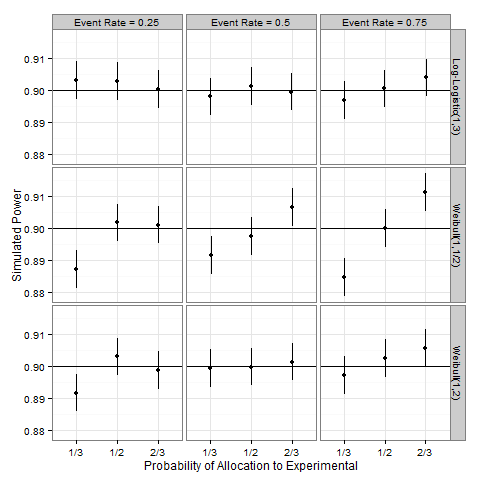 Event Rate = 0.25 Event Rate = 0.5 Event Rate = 0.75
0.91
0.90
0.89
0.88
Log-Logistic(1,3)
0.91
0.90
0.89
0.88
Weibull(1,1/2)
0.91
0.90
0.89
0.88
Weibull(1,2)
Simulated Power
1/3 1/2 2/3 1/3 1/2 2/3 1/3 1/2 2/3
Probability of Allocation to Experimental